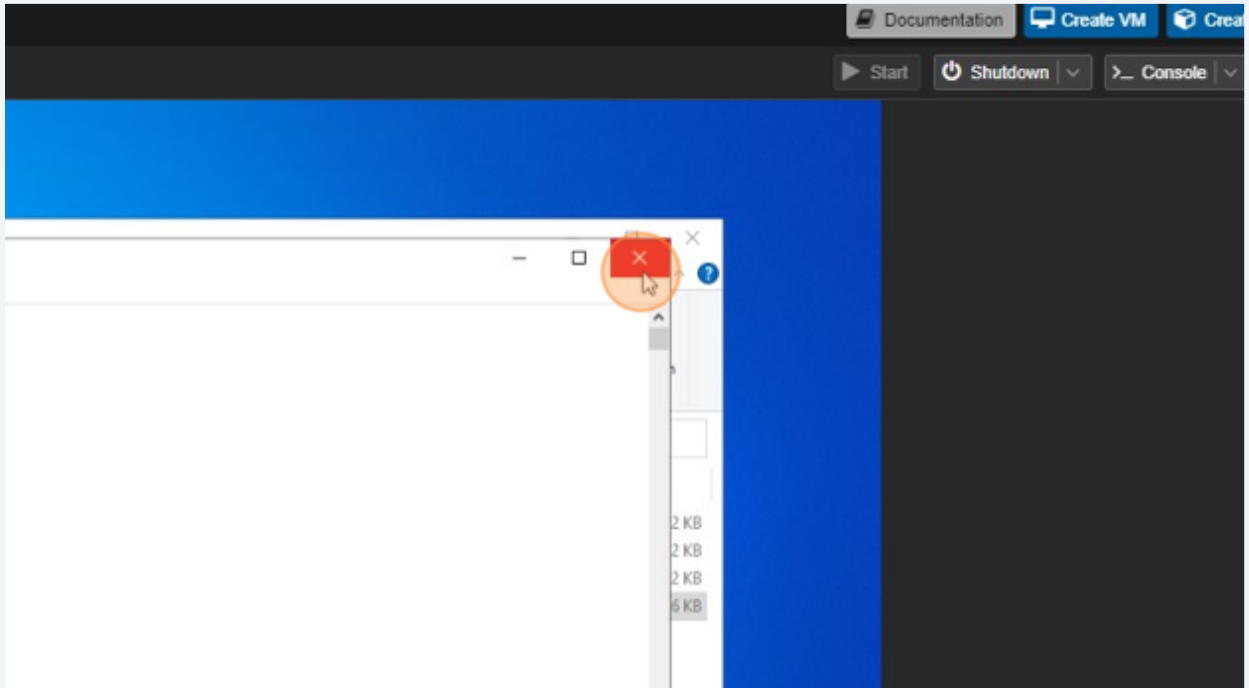 Documentation Create VM
Start Shutdown >_ Console
?
2 KB
2 KB
2 KB
6 KB